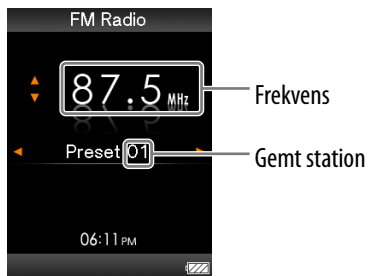 FM Radio
87.5 MHz
Frekvens
Preset 01
Gemt station
06:11 PM